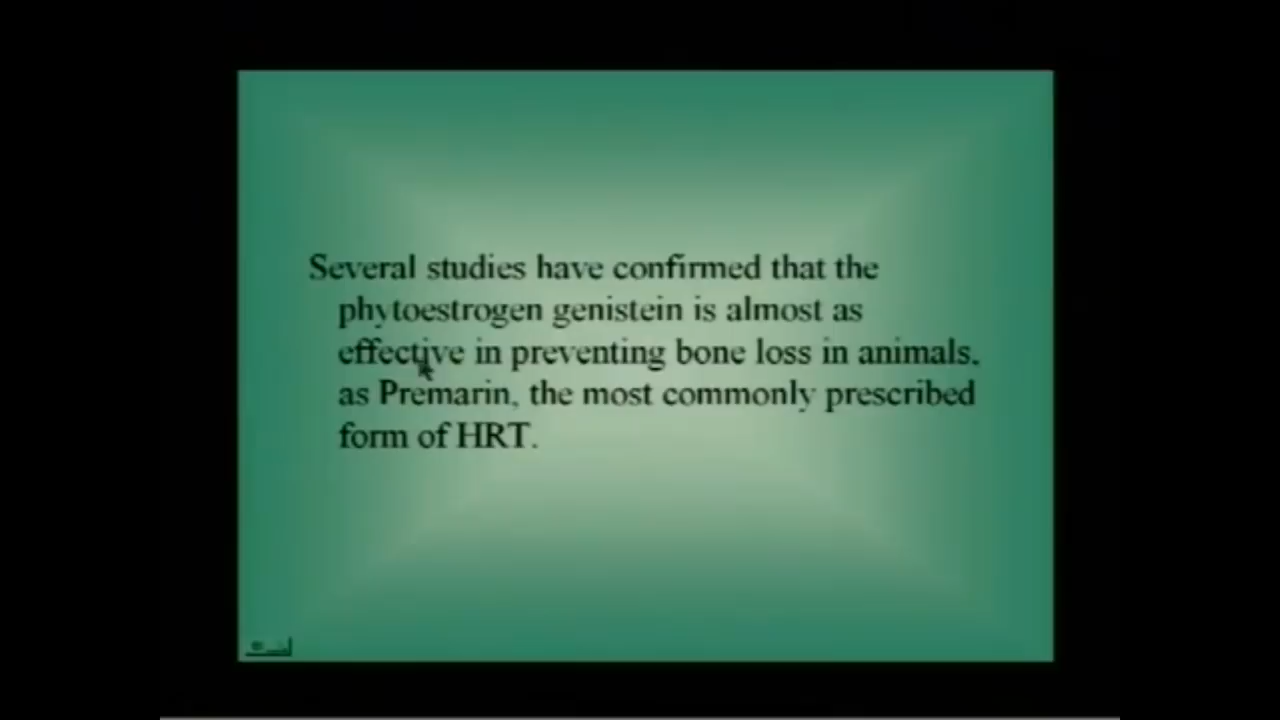 Several studies have confirmed that the
phytoestrogen genistein is almost as
effective in preventing bone loss in animals,
as Premarin, the most commonly prescribed
form of HRT.